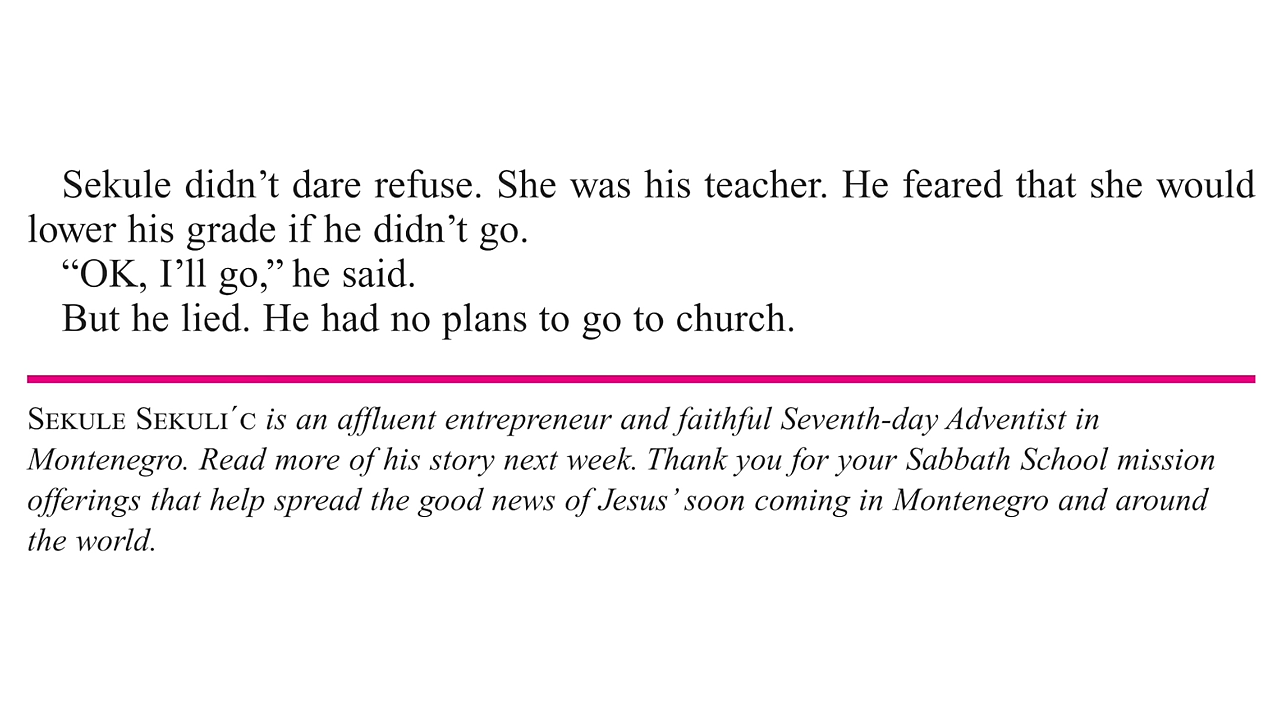 Sekule didn’t dare refuse. She was his teacher. He feared that she would
lower his grade if he didn’t go.
“OK, I’ll go,” he said.
But he lied. He had no plans to go to church.
SEKULE SEKULI´C is an affluent entrepreneur and faithful Seventh-day Adventist in
Montenegro. Read more of his story next week. Thank you for your Sabbath School mission
offerings that help spread the good news of Jesus’ soon coming in Montenegro and around
the world.